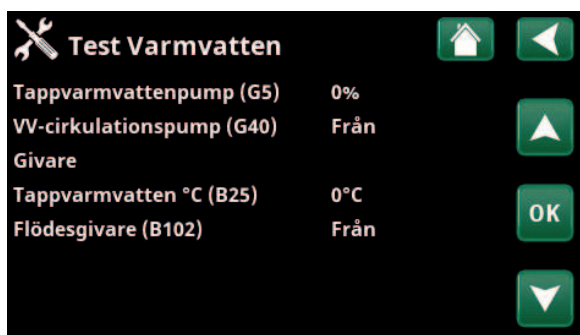 Test Varmvatten
Tappvarmvattenpump (G5) 0%
VV-cirkulationspump (G40) Från
Givare
Tappvarmvatten °C (B25) 0°C
Flödesgivare (B102) Från
OK